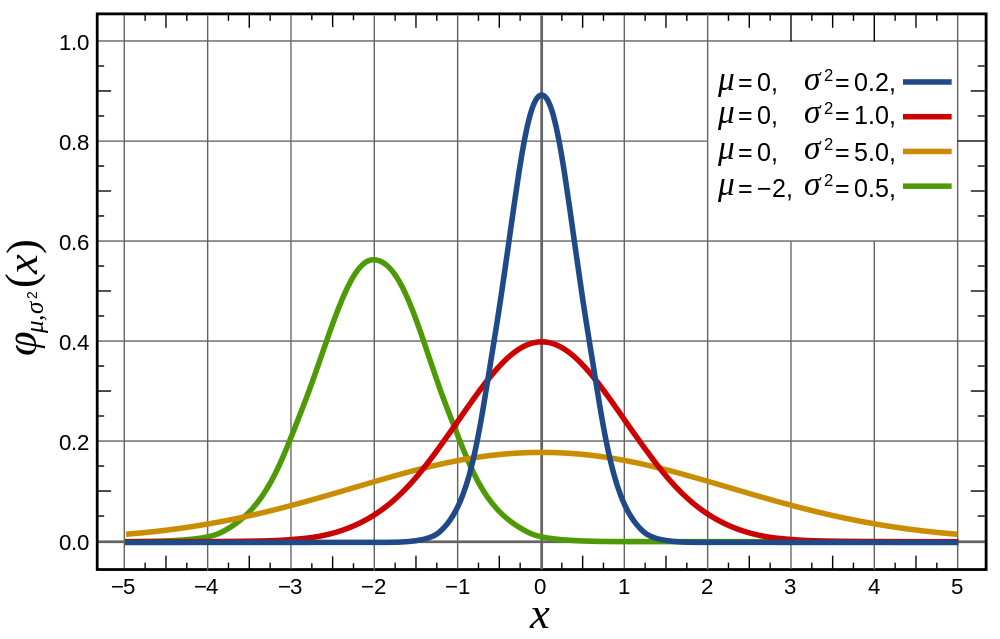 1.0
μ = 0, σ² = 0.2,
μ = 0, σ² = 1.0,
0.8
μ = 0, σ² = 5.0,
μ = −2, σ² = 0.5,
0.6
φμ,σ²(x)
0.4
0.2
0.0
−5 −4 −3 −2 −1 0 1 2 3 4 5
x